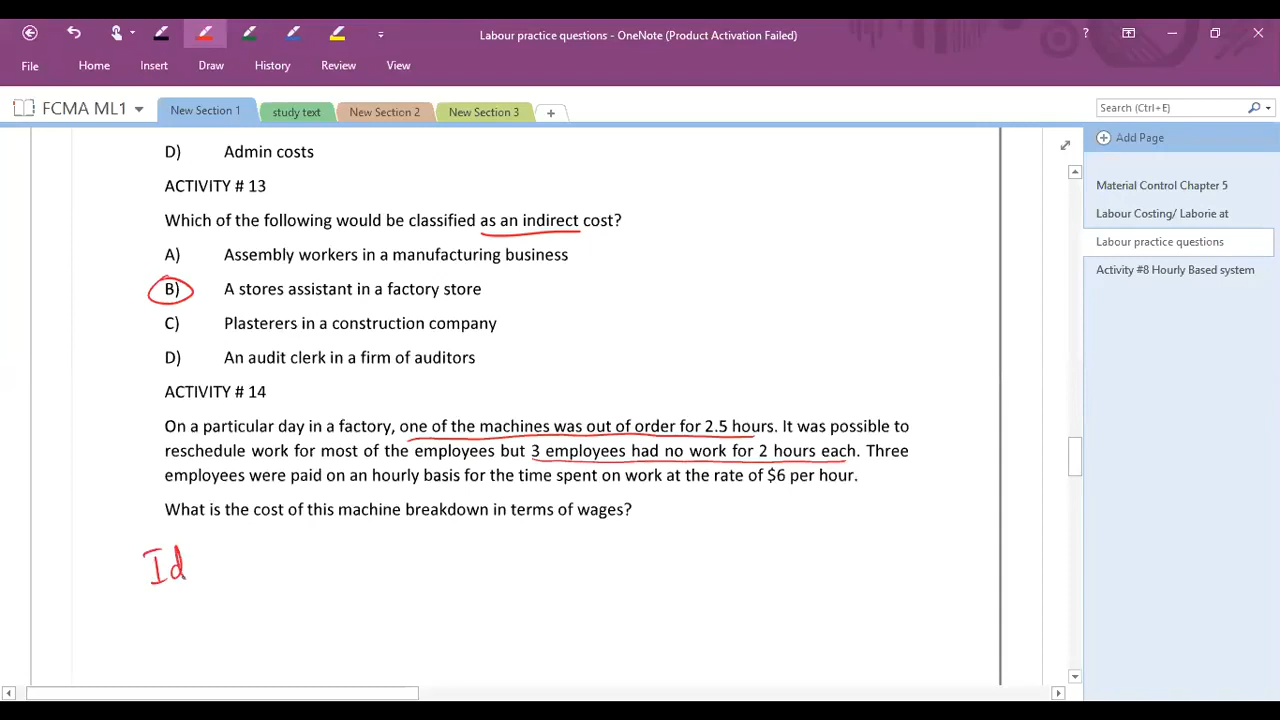 Labour practice questions - OneNote (Product Activation Failed)
?
File Home Insert Draw History Review View
FCMA ML1 New Section 1 study text New Section 2 New Section 3
Search (Ctrl+E)
Add Page
Material Control Chapter 5
Labour Costing/ Laborie at
Labour practice questions
Activity #8 Hourly Based system
D) Admin costs
ACTIVITY # 13
Which of the following would be classified as an indirect cost?
A) Assembly workers in a manufacturing business
B) A stores assistant in a factory store
C) Plasterers in a construction company
D) An audit clerk in a firm of auditors
ACTIVITY # 14
On a particular day in a factory, one of the machines was out of order for 2.5 hours. It was possible to
reschedule work for most of the employees but 3 employees had no work for 2 hours each. Three
employees were paid on an hourly basis for the time spent on work at the rate of $6 per hour.
What is the cost of this machine breakdown in terms of wages?
Id